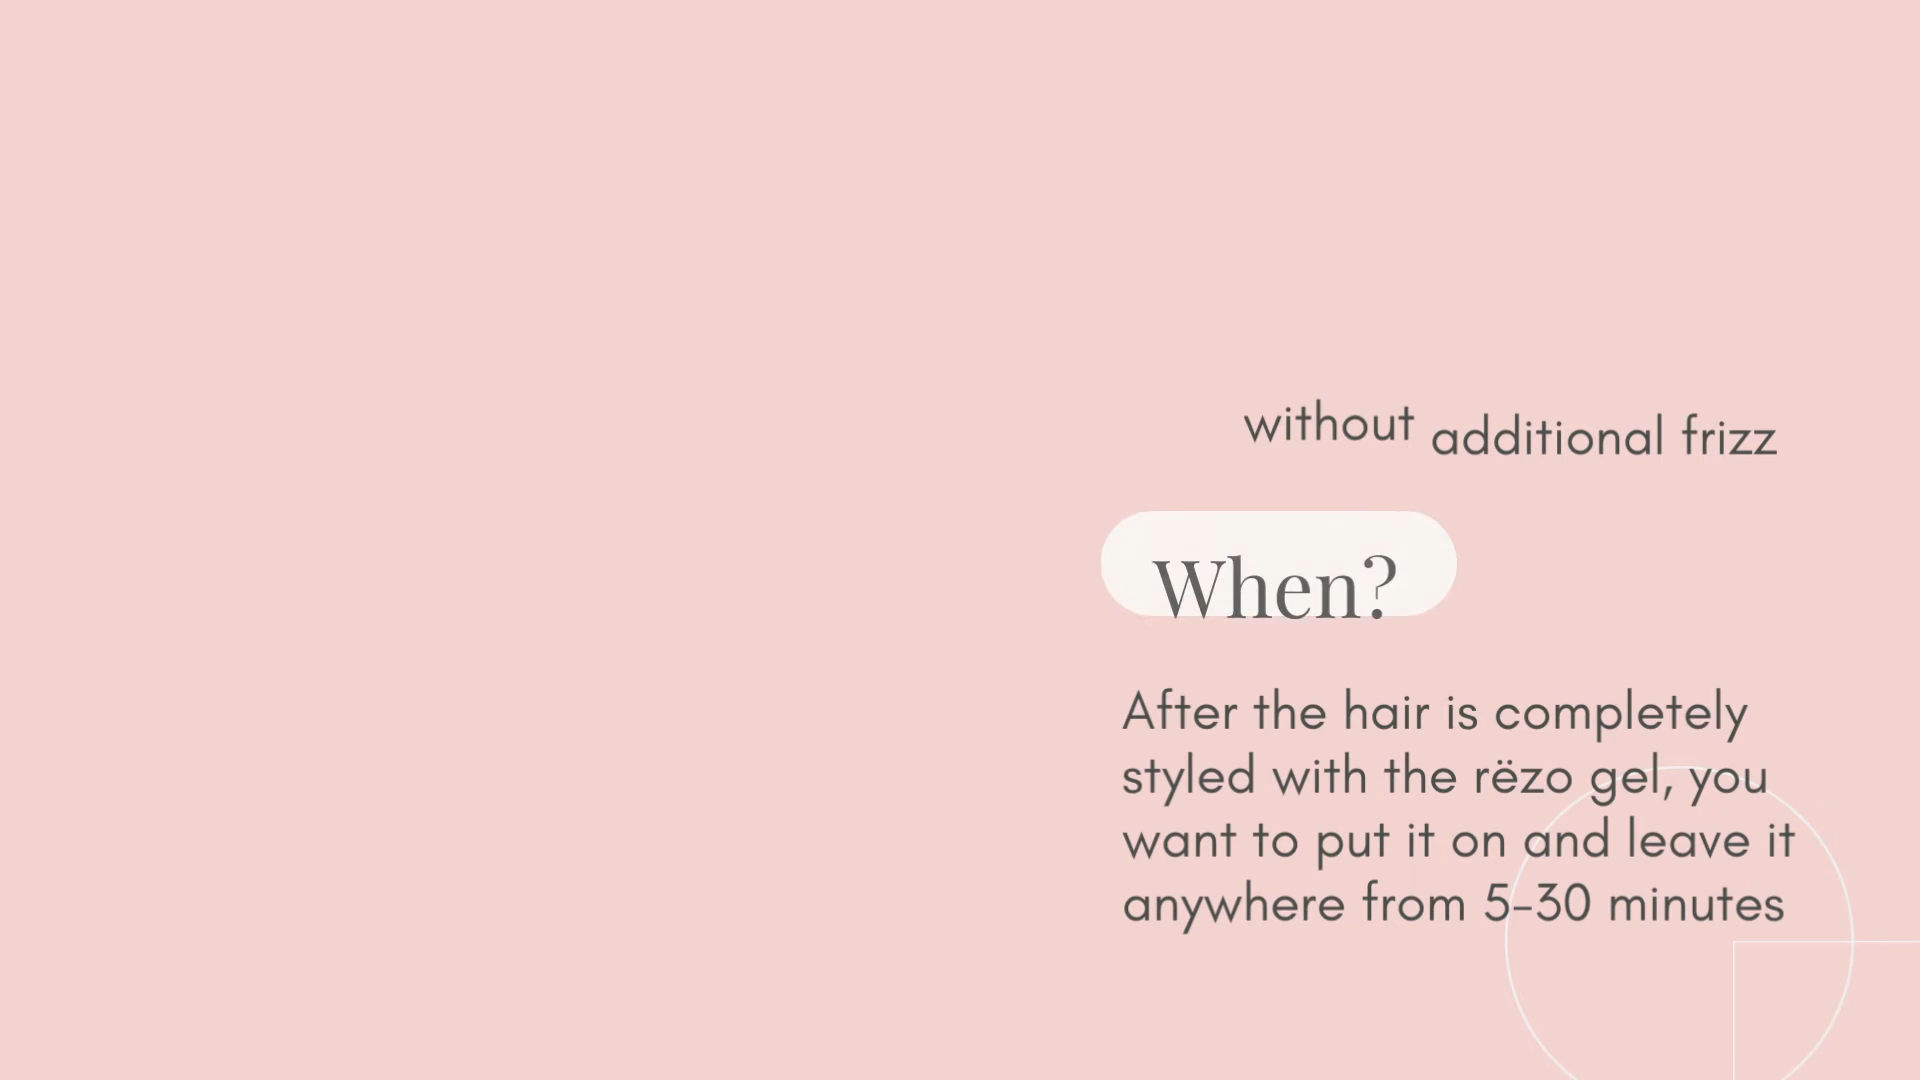 without additional frizz
When?
After the hair is completely
styled with the rëzo gel, you
want to put it on and leave it
anywhere from 5-30 minutes